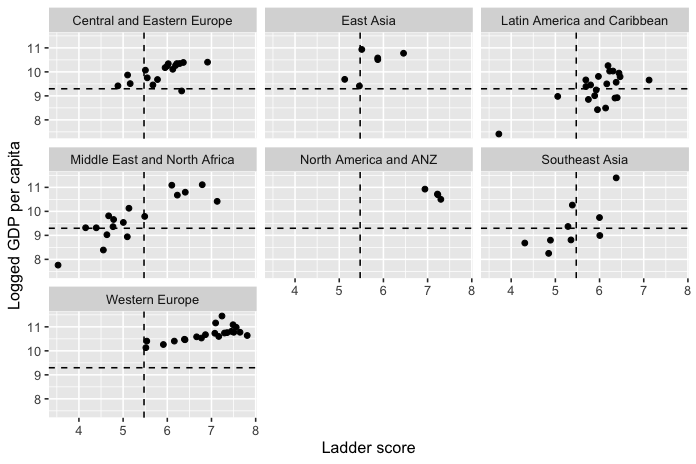 Central and Eastern Europe
East Asia
Latin America and Caribbean
11
10
9
8
Middle East and North Africa
North America and ANZ
Southeast Asia
11
10
9
8
4 5 6 7 8
4 5 6 7 8
Western Europe
11
10
9
8
4 5 6 7 8
Logged GDP per capita
Ladder score